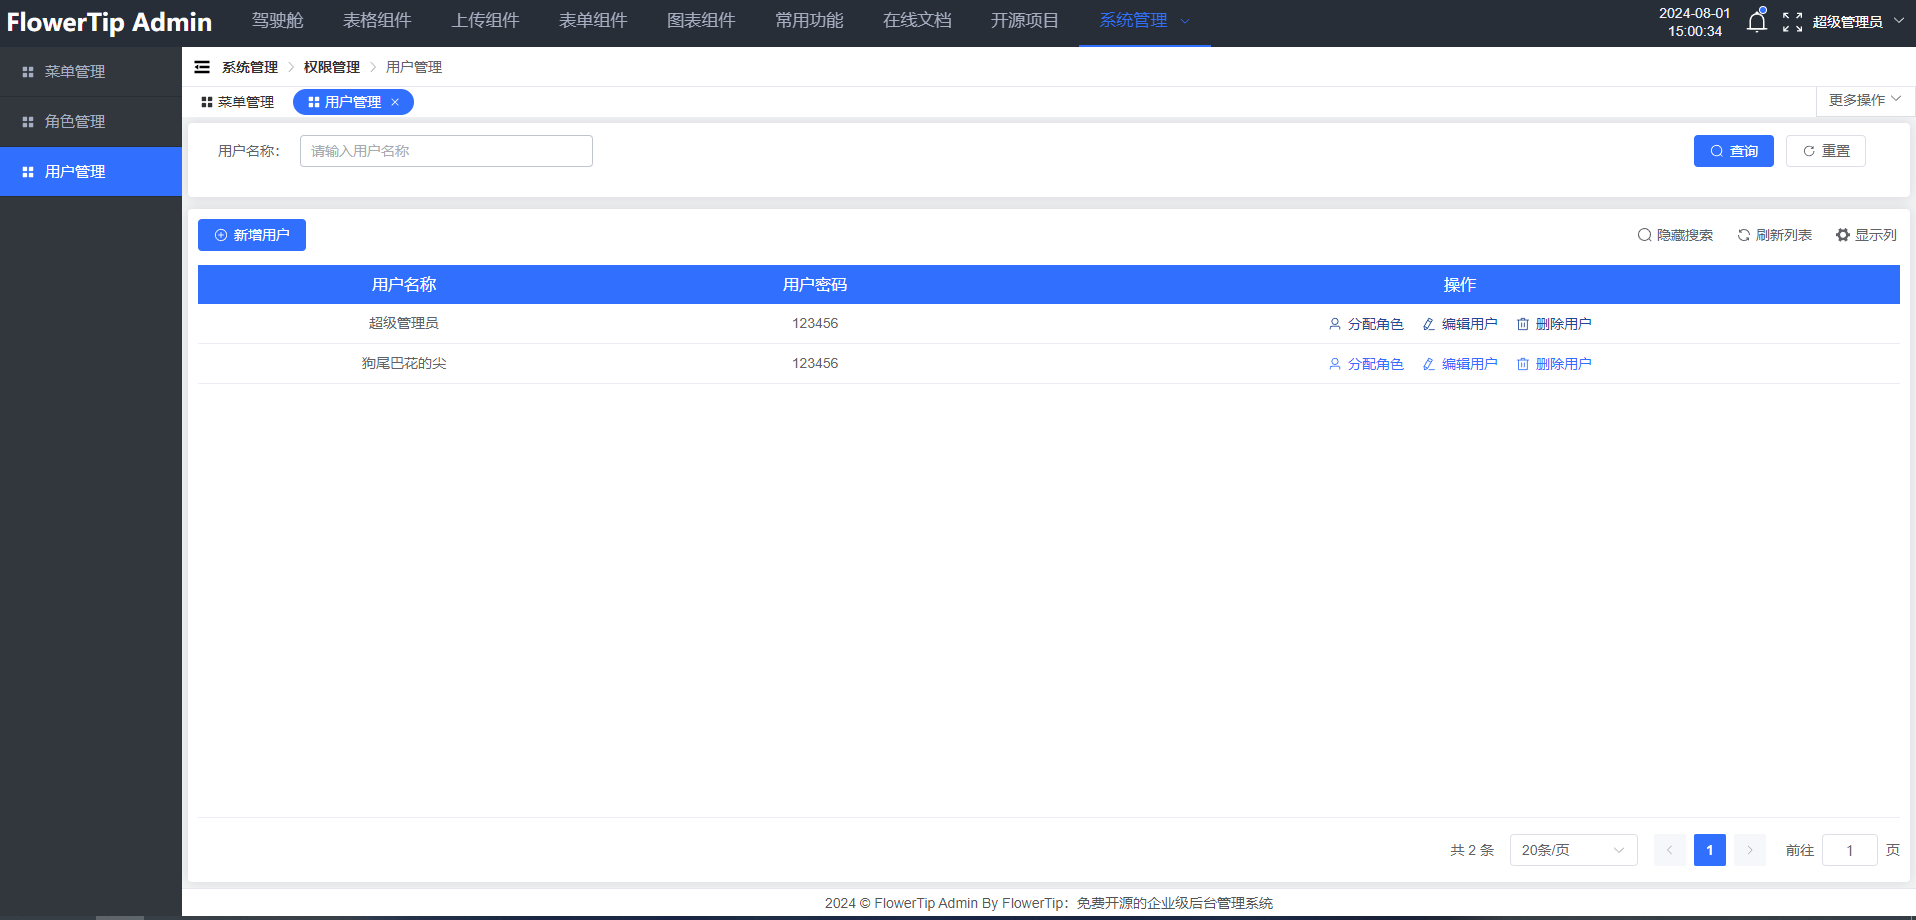 FlowerTip Admin 驾驶舱 表格组件 上传组件 表单组件 图表组件 常用功能 在线文档 开源项目 系统管理 2024-08-01 15:00:34 超级管理员
菜单管理
角色管理
用户管理
系统管理 权限管理 用户管理
菜单管理 用户管理 更多操作
用户名称： 请输入用户名称 查询 重置
新增用户 隐藏搜索 刷新列表 显示列
用户名称 用户密码 操作
超级管理员 123456 分配角色 编辑用户 删除用户
狗尾巴花的尖 123456 分配角色 编辑用户 删除用户
共 2 条 20条/页 1 前往 1 页
2024 © FlowerTip Admin By FlowerTip：免费开源的企业级后台管理系统